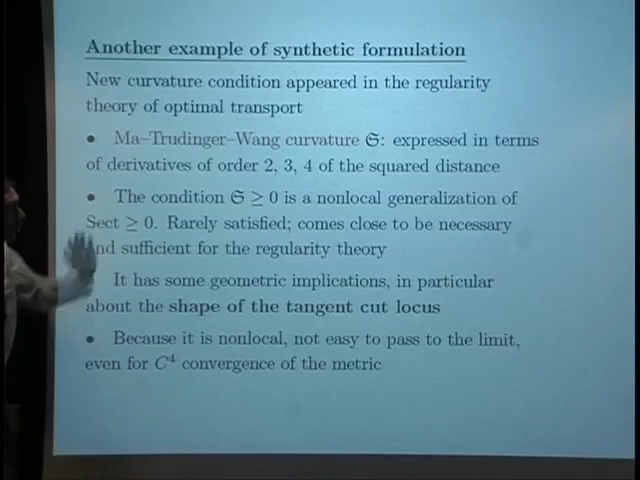 Another example of synthetic formulation
New curvature condition appeared in the regularity
theory of optimal transport
• Ma–Trudinger–Wang curvature 𝔖: expressed in terms
of derivatives of order 2, 3, 4 of the squared distance
• The condition 𝔖 ≥ 0 is a nonlocal generalization of
Sect ≥ 0. Rarely satisfied; comes close to be necessary
and sufficient for the regularity theory
It has some geometric implications, in particular
about the shape of the tangent cut locus
• Because it is nonlocal, not easy to pass to the limit,
even for C⁴ convergence of the metric